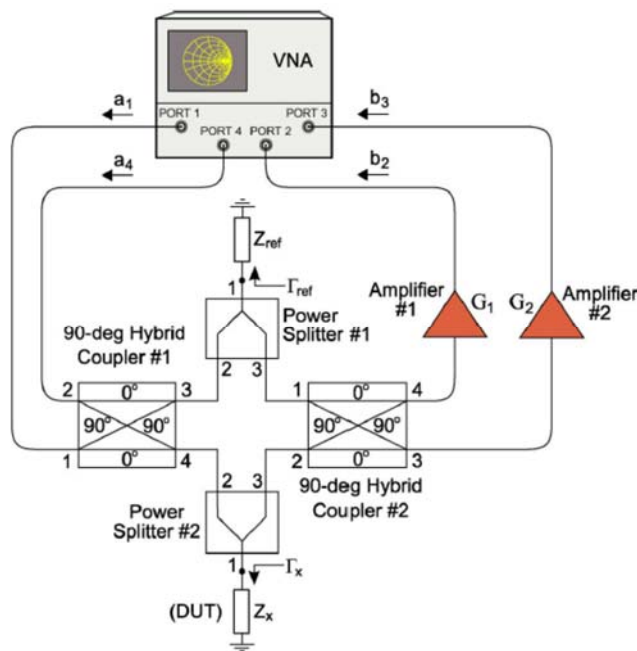 VNA
a1
PORT 1
PORT 3
b3
PORT 4
PORT 2
a4
b2
Zref
1
Γref
Power
Splitter #1
2
3
Amplifier
#1
G1
G2
Amplifier
#2
90-deg Hybrid
Coupler #1
2
0°
3
90°
90°
1
0°
4
1
0°
4
90°
90°
2
0°
3
90-deg Hybrid
Coupler #2
2
3
Power
Splitter #2
1
Γx
(DUT)
Zx